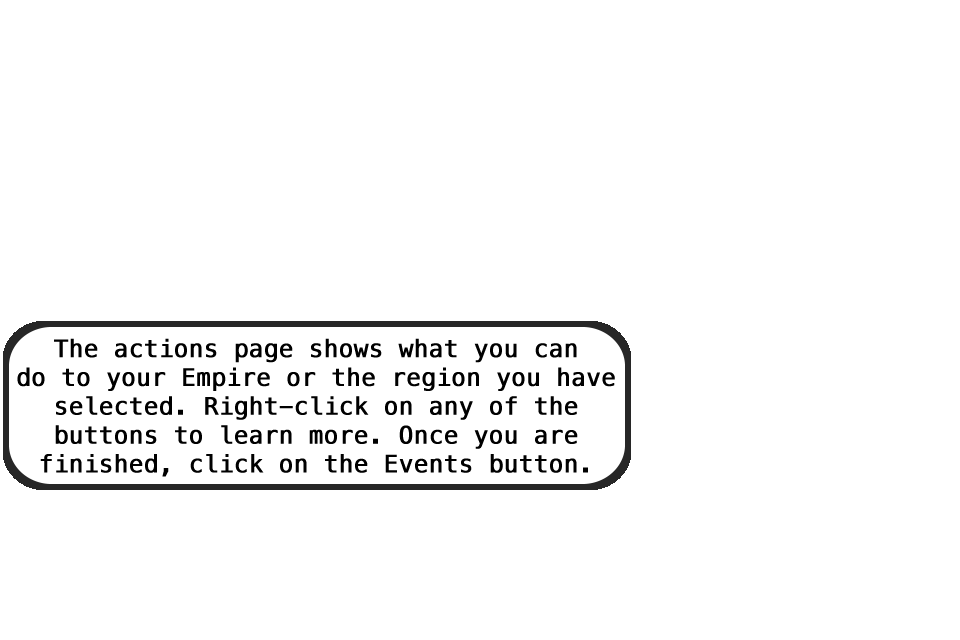 The actions page shows what you can
do to your Empire or the region you have
selected. Right-click on any of the
buttons to learn more. Once you are
finished, click on the Events button.